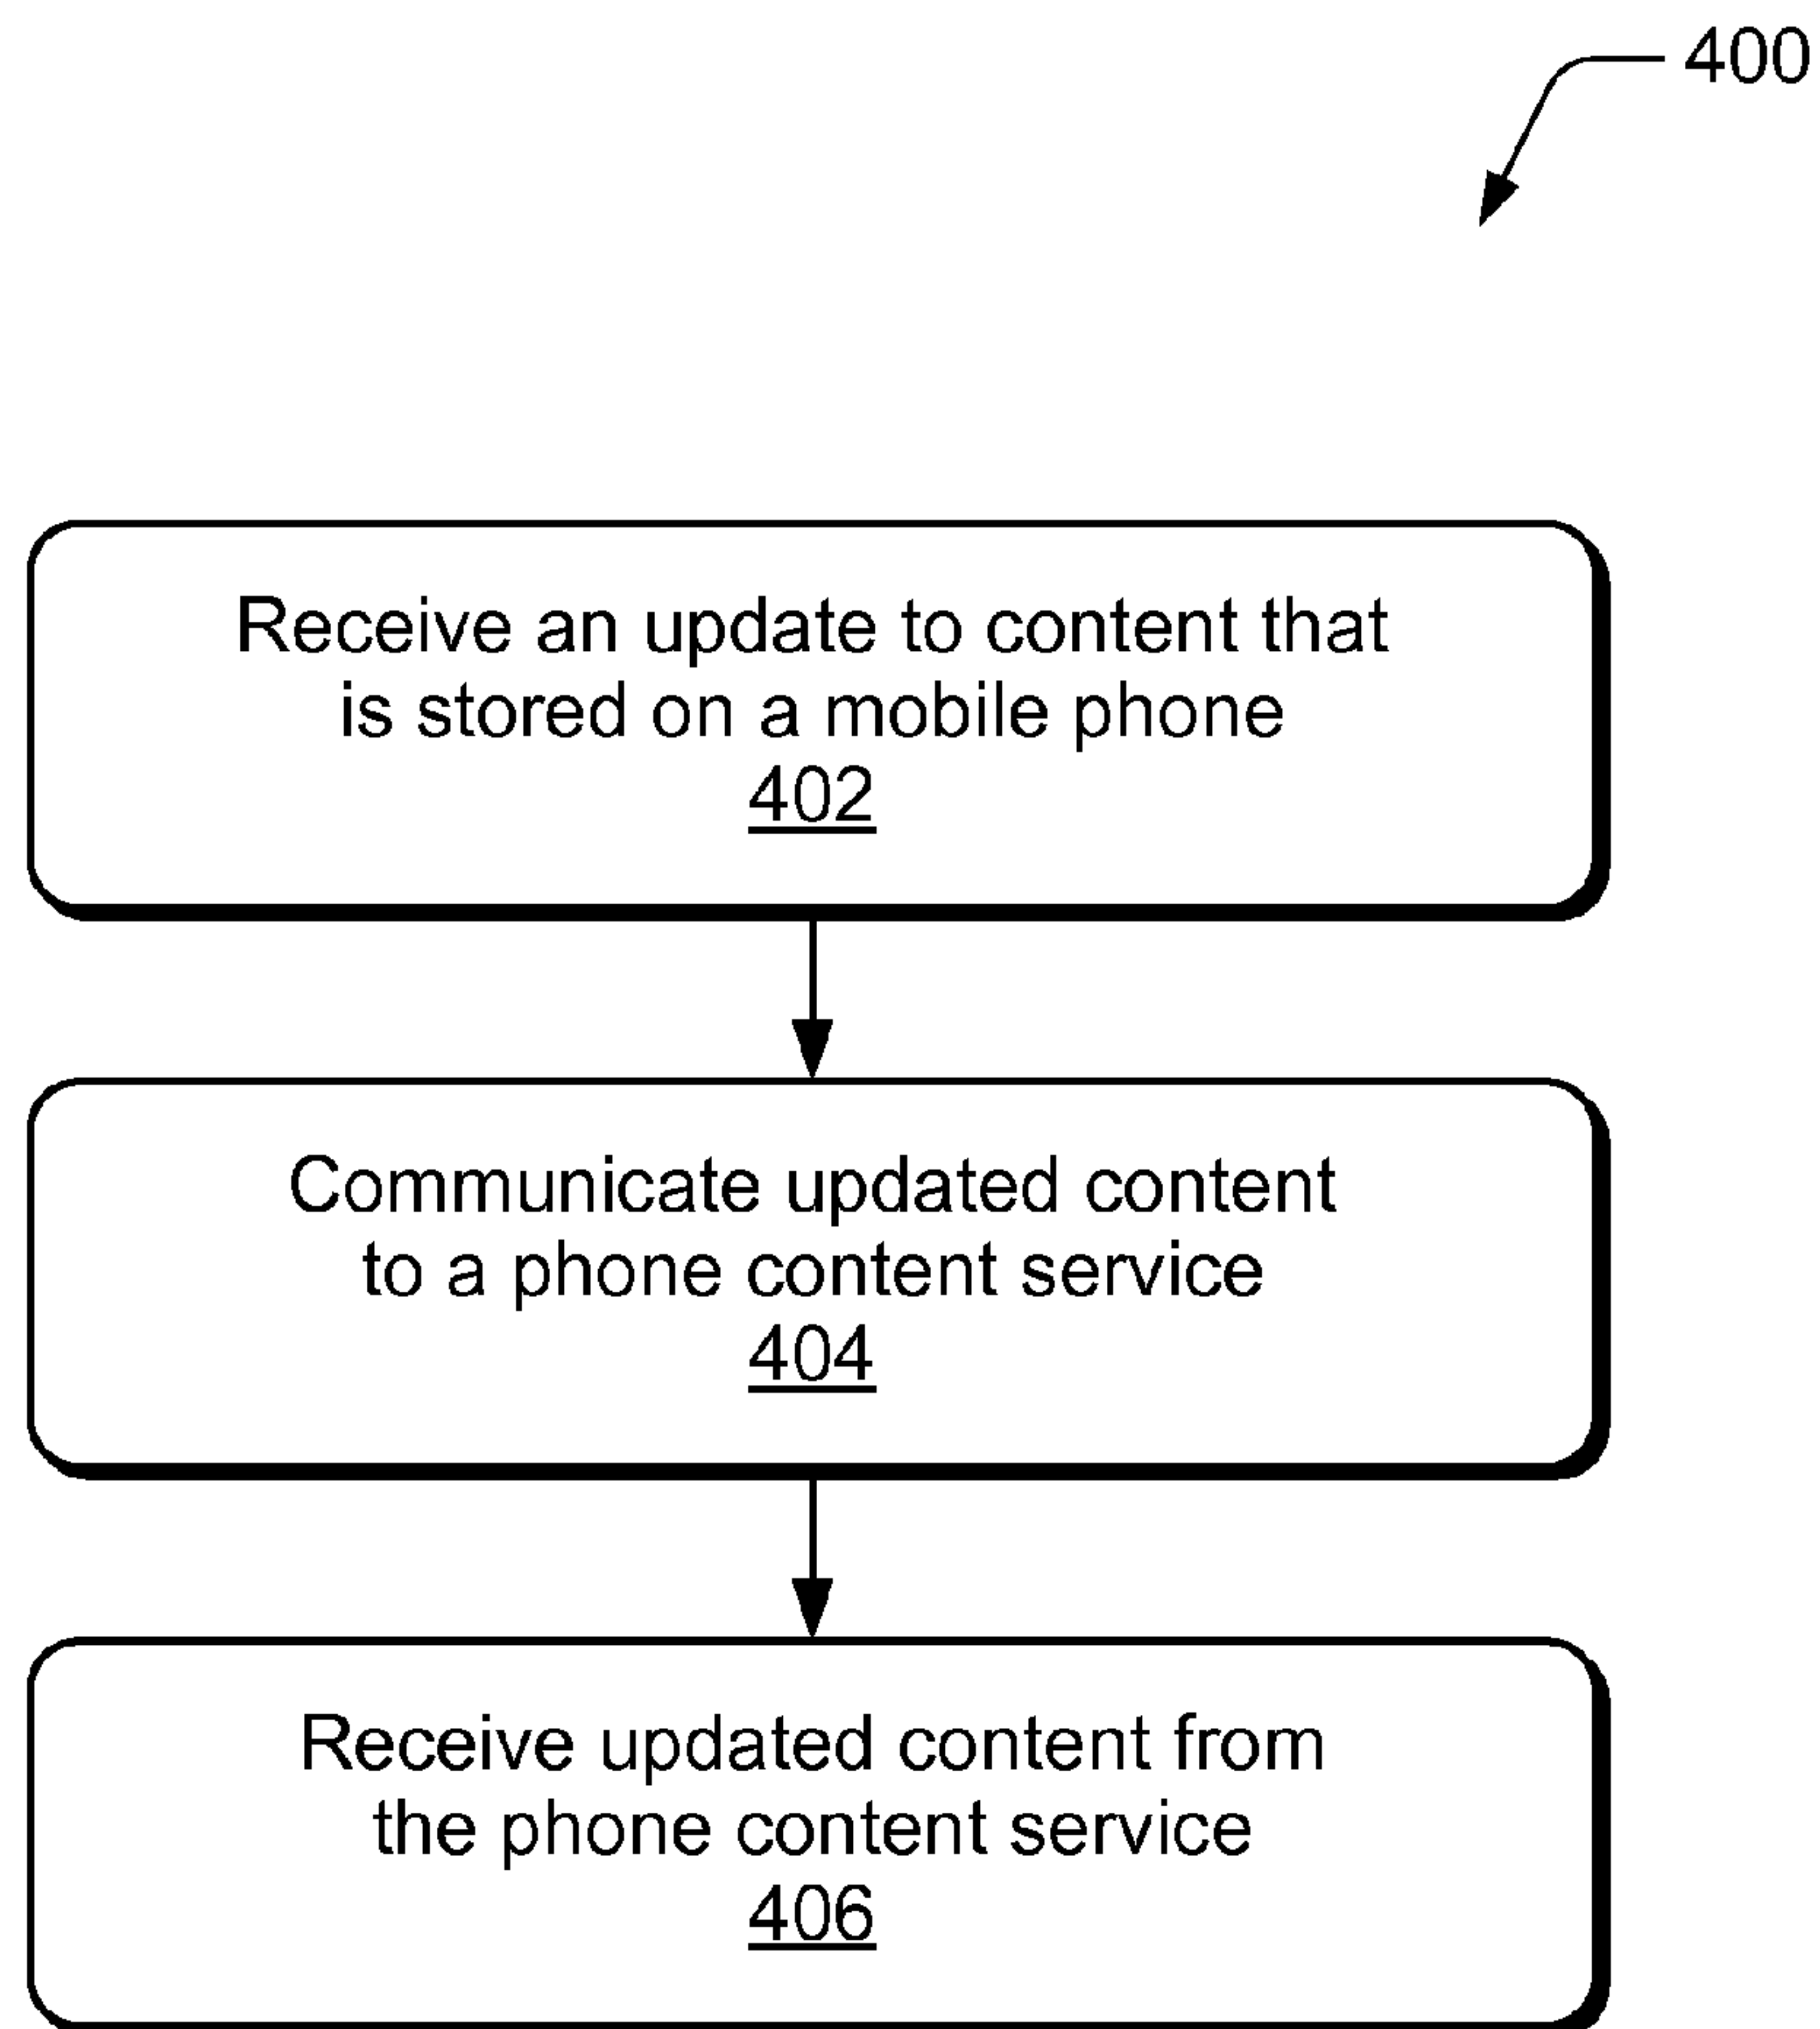 400
Receive an update to content that
is stored on a mobile phone
402
Communicate updated content
to a phone content service
404
Receive updated content from
the phone content service
406